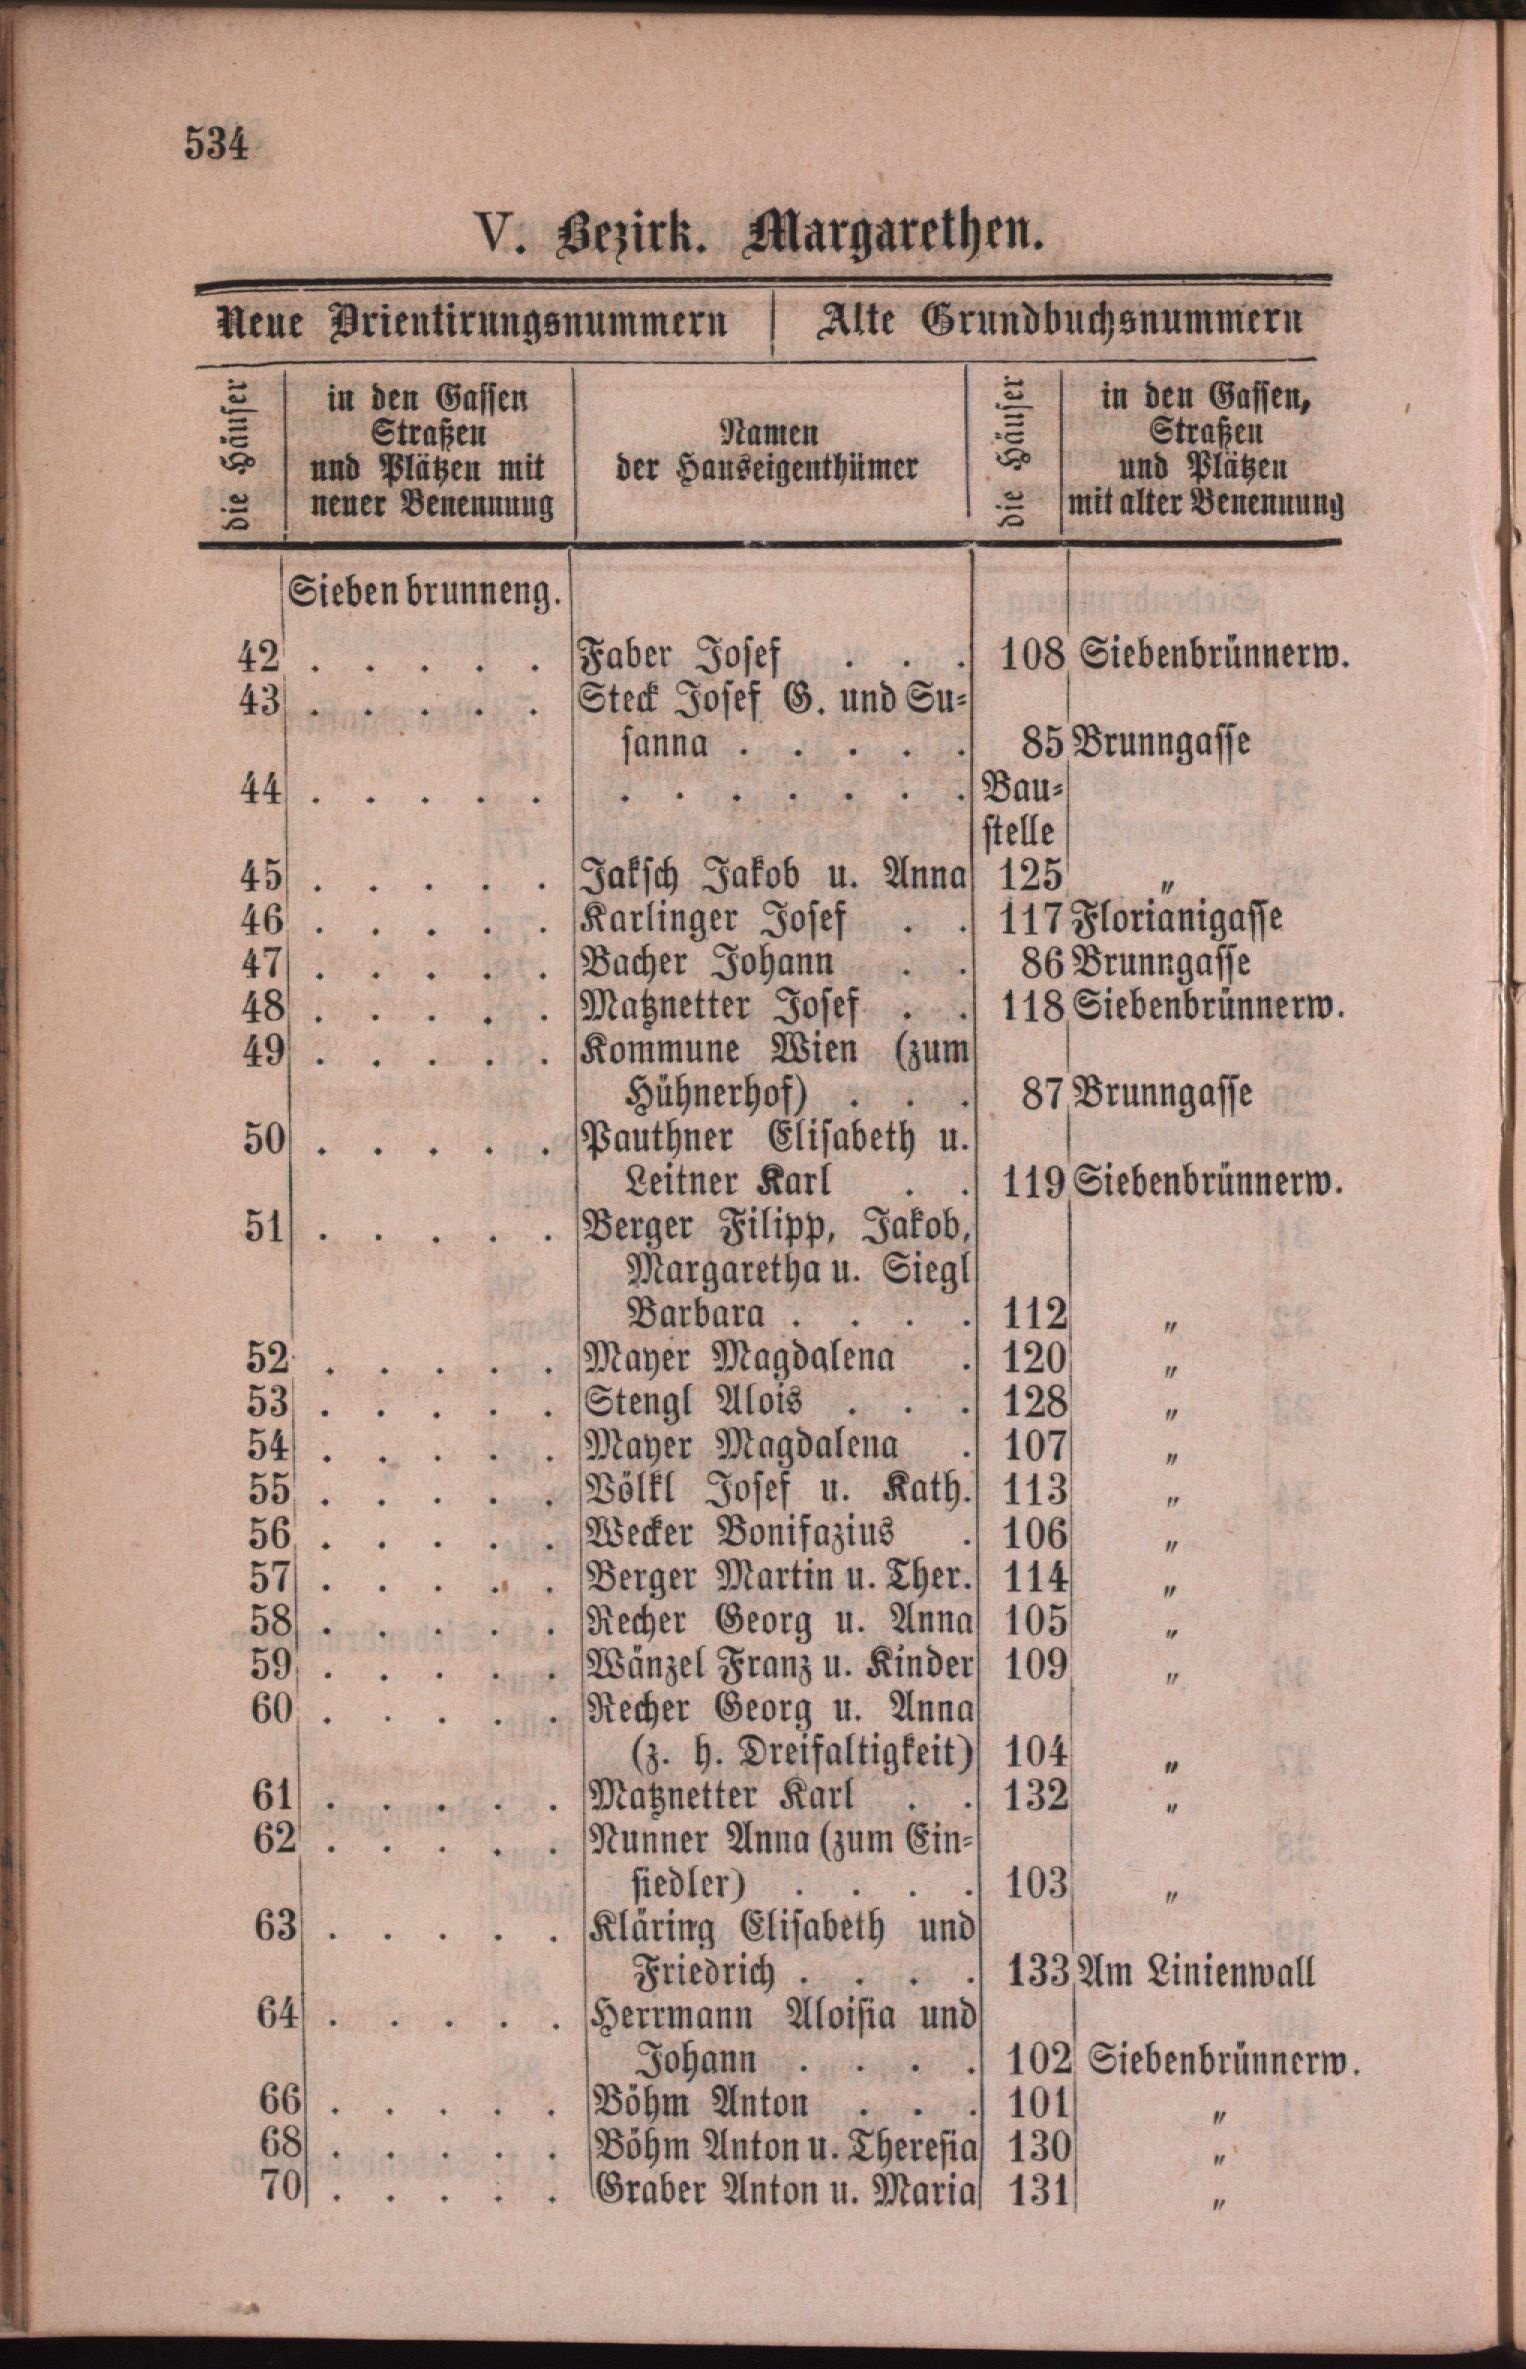 534
V. Bezirk. Margarethen.
Neue Orientirungsnummern Alte Grundbuchsnummern
die Häuser
in den Gassen
Straßen
und Plätzen mit
neuer Benennung
Namen
der Hauseigenthümer
die Häuser
in den Gassen,
Straßen
und Plätzen
mit alter Benennung
Siebenbrunneng.
42 . . . . . Faber Josef . . . 108 Siebenbrünnerw.
43 . . . . . Steck Josef G. und Su-
sanna . . . . . 85 Brunngasse
44 . . . . . . . . . . . . Bau-
stelle
45 . . . . . Jaksch Jakob u. Anna 125 "
46 . . . . . Karlinger Josef . . 117 Florianigasse
47 . . . . . Bacher Johann . . 86 Brunngasse
48 . . . . . Matznetter Josef . . 118 Siebenbrünnerw.
49 . . . . . Kommune Wien (zum
Hühnerhof) . . . 87 Brunngasse
50 . . . . . Pauthner Elisabeth u.
Leitner Karl . . 119 Siebenbrünnerw.
51 . . . . . Berger Filipp, Jakob,
Margaretha u. Siegl
Barbara . . . . 112 "
52 . . . . . Mayer Magdalena . 120 "
53 . . . . . Stengl Alois . . . 128 "
54 . . . . . Mayer Magdalena . 107 "
55 . . . . . Völkl Josef u. Kath. 113 "
56 . . . . . Wecker Bonifazius . 106 "
57 . . . . . Berger Martin u. Ther. 114 "
58 . . . . . Recher Georg u. Anna 105 "
59 . . . . . Wänzel Franz u. Kinder 109 "
60 . . . . . Recher Georg u. Anna
(z. h. Dreifaltigkeit) 104 "
61 . . . . . Matznetter Karl . . 132 "
62 . . . . . Nunner Anna (zum Ein-
siedler) . . . . 103 "
63 . . . . . Kläring Elisabeth und
Friedrich . . . . 133 Am Linienwall
64 . . . . . Herrmann Aloisia und
Johann . . . . 102 Siebenbrünnerw.
66 . . . . . Böhm Anton . . . 101 "
68 . . . . . Böhm Anton u. Theresia 130 "
70 . . . . . Graber Anton u. Maria 131 "